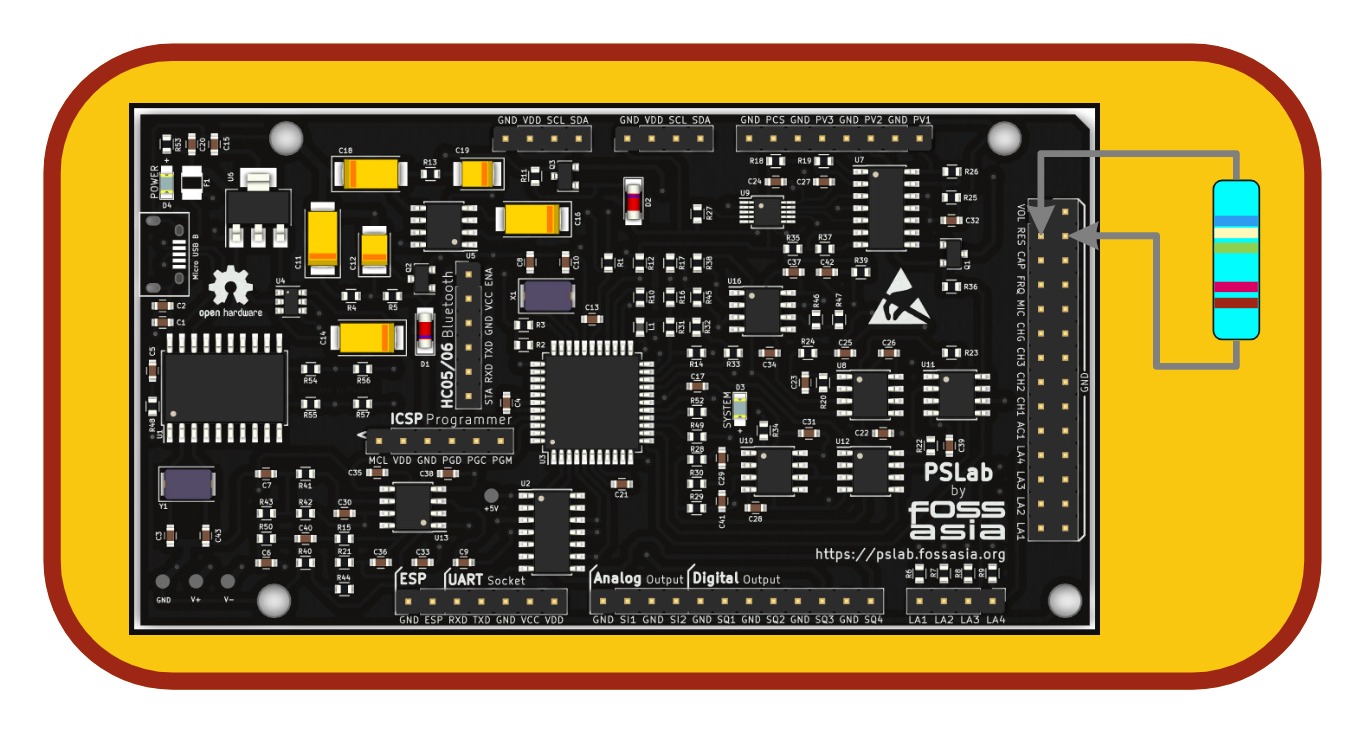 GND VDD SCL SDA
GND VDD SCL SDA
GND PCS GND PV3 GND PV2 GND PV1
R53
C20
C15
POWER
+
D4
F1
U6
C18
R13
C19
R11
Q3
D2
R27
R18
R19
C24
C27
U9
U7
R26
R25
C32
Q1
R36
R35
R37
C37
C42
R39
Micro USB B
C11
C12
C16
U5
Q2
C8
C10
R1
R12
R17
R38
U16
R10
R16
R45
R46
R47
L1
R31
R32
open hardware
U4
R4
R5
X1
C13
R3
R2
C2
C1
C14
D1
HC05/06 Bluetooth
STA RXD TXD GND VCC ENA
C5
R48
U1
R54
R56
R55
R57
C4
ICSP Programmer
MCL VDD GND PGD PGC PGM
U3
R14
R33
C34
R24
C25
C26
R23
C17
R52
R49
R28
R30
R29
SYSTEM
D3
+
R34
C23
R20
U8
U11
C31
C22
R22
C39
U10
U12
C29
C41
C28
C21
Y1
C7
R41
R43
R42
C30
R50
C40
R15
C6
R40
R21
R44
C3
C43
C35
C38
U13
C36
C33
C9
+5V
U2
PSLab
by
FOSS
ASIA
https://pslab.fossasia.org
VOL RES CAP FRQ MIC CHG CH3 CH2 CH1 AC1 LA4 LA3 LA2 LA1
GND
GND
V+
V-
ESP
UART Socket
GND ESP RXD TXD GND VCC VDD
Analog Output
Digital Output
GND SI1 GND SI2 GND SQ1 GND SQ2 GND SQ3 GND SQ4
R6
R7
R8
R9
LA1 LA2 LA3 LA4